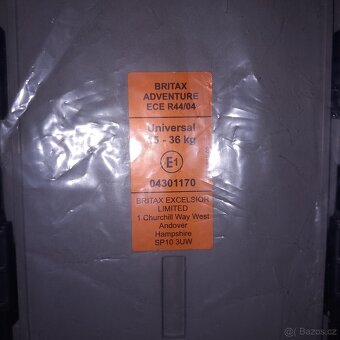 BRITAX
ADVENTURE
ECE R44/04
Universal
15 - 36 kg
E1
04301170
BRITAX EXCELSIOR
LIMITED
1 Churchill Way West
Andover
Hampshire
SP10 3UW
Bazos.cz